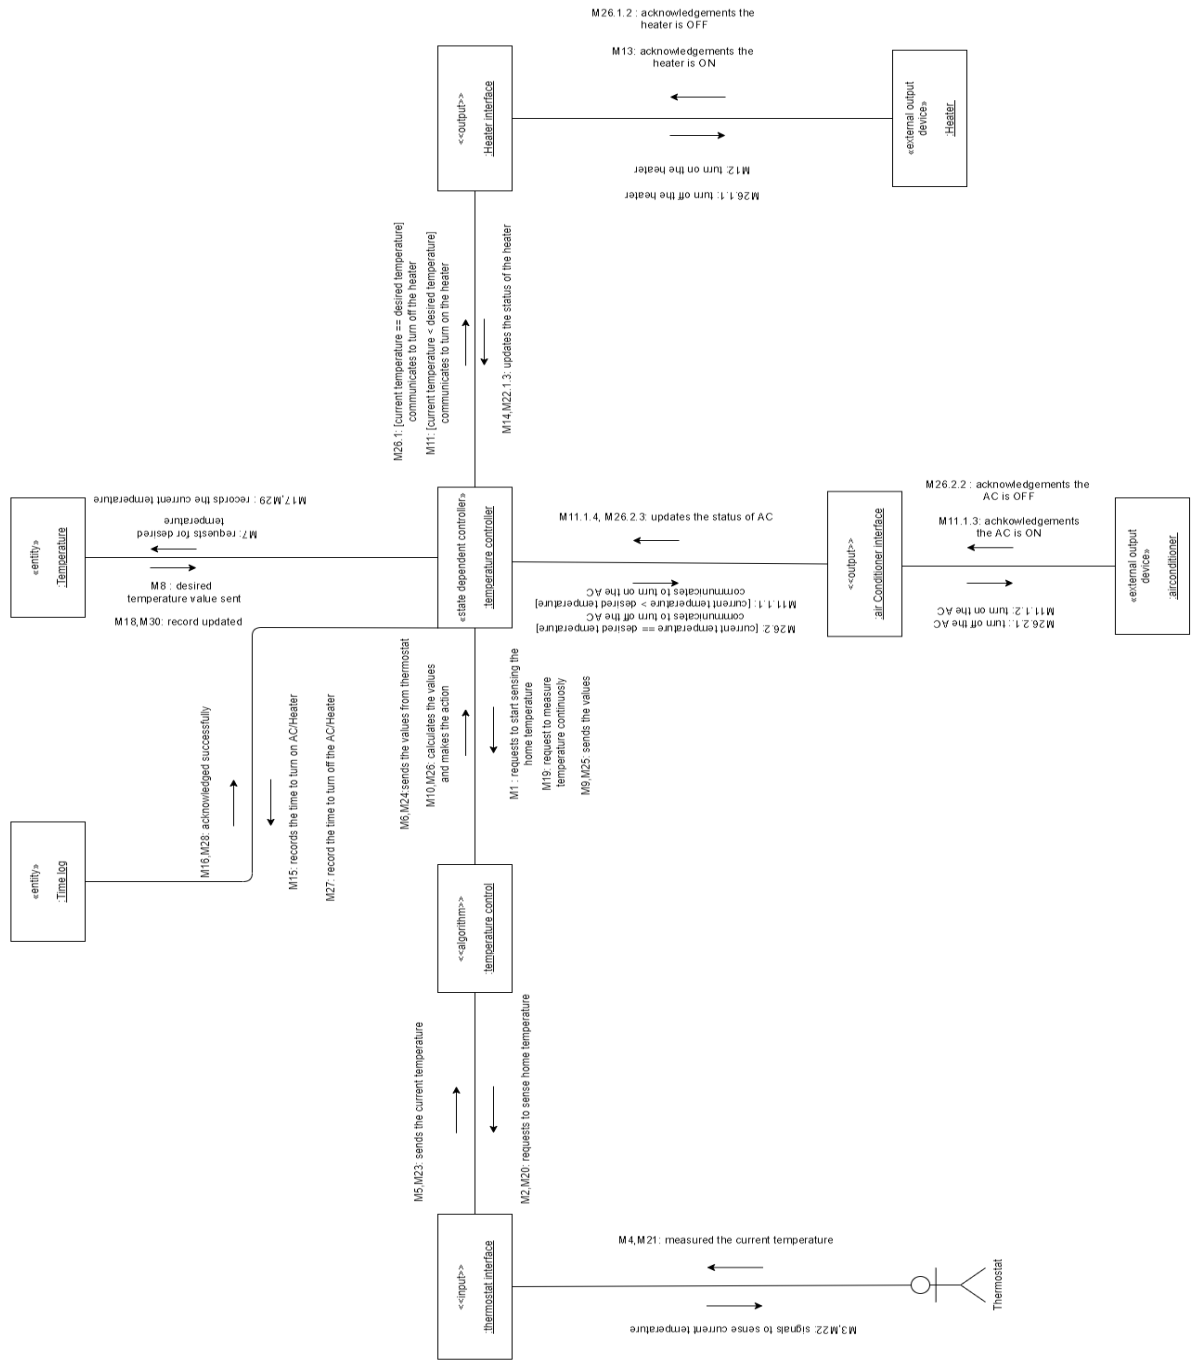 M26.1.2 : acknowledgements the
heater is OFF
M13: acknowledgements the
heater is ON
<<output>>
:Heater interface
«external output
device»
:Heater
M12: turn on the heater
M26.1.1: turn off the heater
M26.1: [current temperature == desired temperature]
communicates to turn off the heater
M11: [current temperature < desired temperature]
communicates to turn on the heater
M14,M22.1.3: updates the status of the heater
«entity»
:Temperature
M17,M29 : records the current temperature
M7: requests for desired
temperature
M8 : desired
temperature value sent
M18,M30: record updated
«state dependent controller»
:temperature controller
M11.1.4, M26.2.3: updates the status of AC
M11.1.1: [current temperature > desired temperature]
communicates to turn on the AC
M26.2: [current temperature == desired temperature]
communicates to turn off the AC
<<output>>
:air Conditioner interface
M26.2.2 : acknowledgements the
AC is OFF
M11.1.3: achkowledgements
the AC is ON
M11.1.2: turn on the AC
M26.2.1: turn off the AC
«external output
device»
:airconditioner
«entity»
:Time log
M16,M28: acknowledged successfully
M15: records the time to turn on AC/Heater
M27: record the time to turn off the AC/Heater
M6,M24:sends the values from thermostat
M10,M26: calculates the values
and makes the action
M1 : requests to start sensing the
home temperature
M19: request to measure
temperature continuosly
M9,M25: sends the values
<<algorithm>>
:temperature control
M5,M23: sends the current temperature
M2,M20: requests to sense home temperature
<<input>>
:thermostat interface
M4,M21: measured the current temperature
M3,M22: signals to sense current temperature
Thermostat